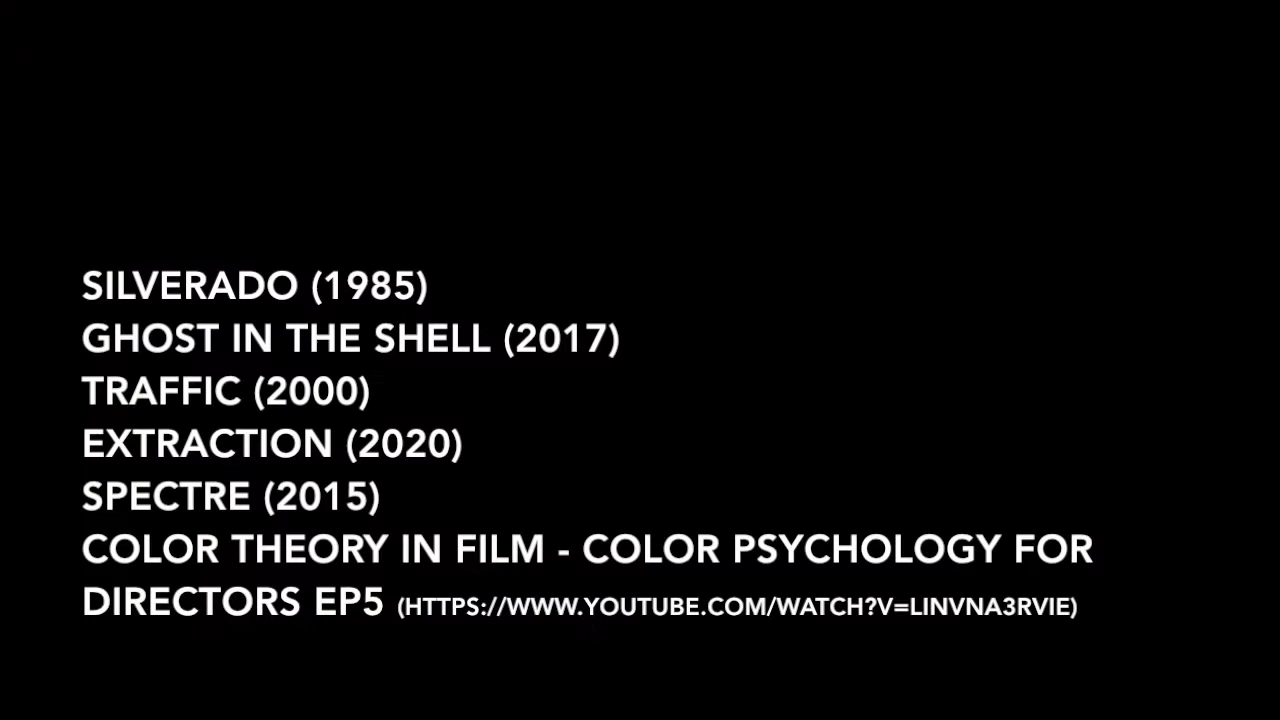 SILVERADO (1985)
GHOST IN THE SHELL (2017)
TRAFFIC (2000)
EXTRACTION (2020)
SPECTRE (2015)
COLOR THEORY IN FILM - COLOR PSYCHOLOGY FOR
DIRECTORS EP5 (HTTPS://WWW.YOUTUBE.COM/WATCH?V=LINVNA3RVIE)